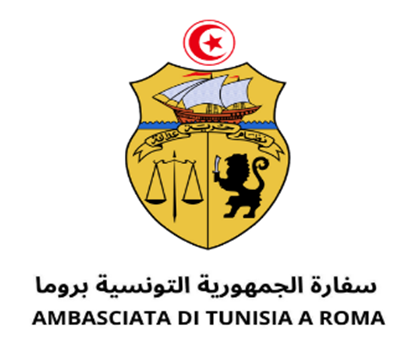 سفارة الجمهورية التونسية بروما
AMBASCIATA DI TUNISIA A ROMA